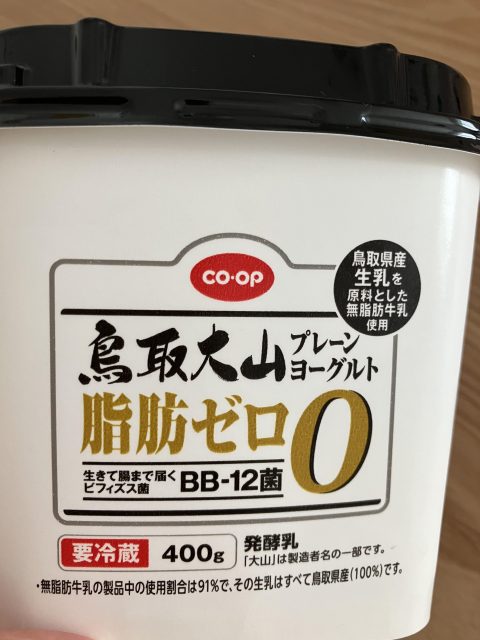 CO·OP
鳥取県産
生乳を
原料とした
無脂肪牛乳
使用
鳥取大山
プレーン
ヨーグルト
脂肪ゼロ0
生きて腸まで届く
ビフィズス菌
BB-12菌
要冷蔵
400g
発酵乳
「大山」は製造者名の一部です。
・無脂肪牛乳の製品中の使用割合は91%で、その生乳はすべて鳥取県産(100%)です。